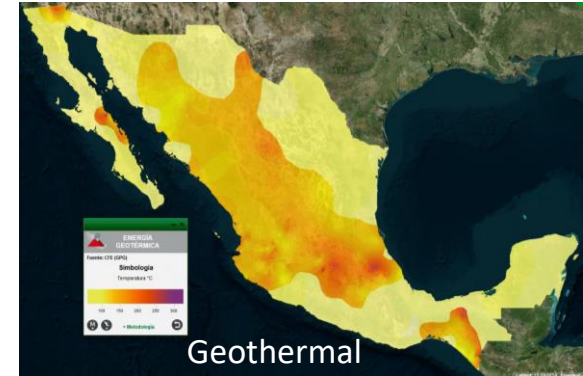 ENERGÍA
GEOTÉRMICA
Fuente: CFE (GPG)
Simbología
Temperatura °C
100 150 200 250 300
+ Metodología
Geothermal